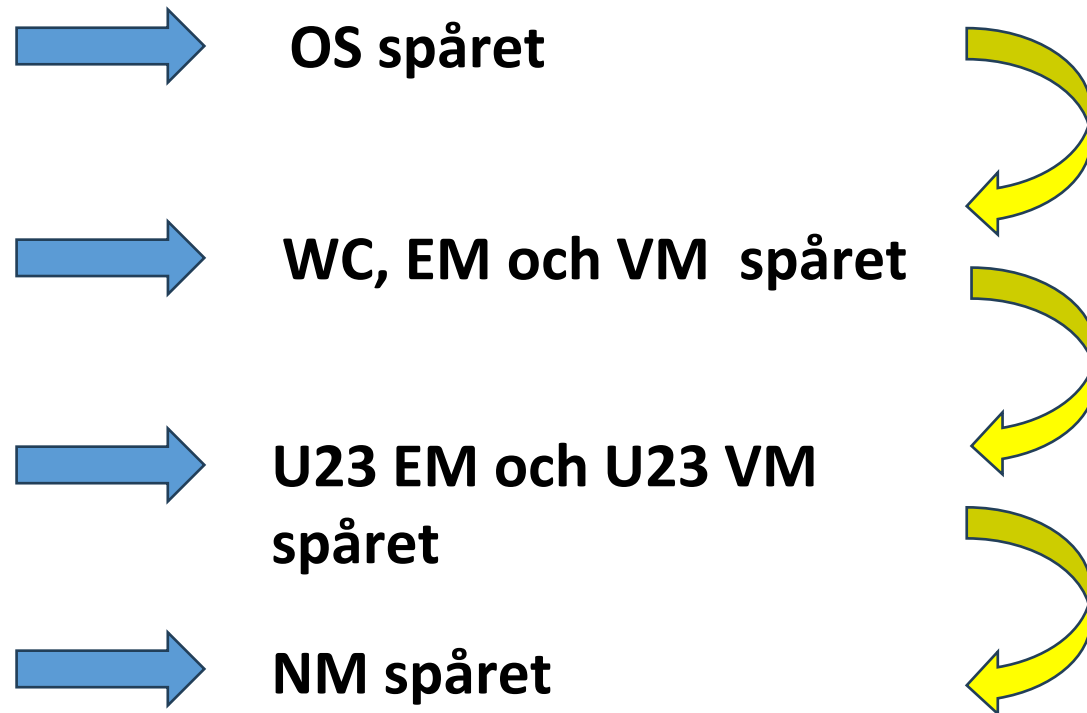 OS spåret
WC, EM och VM  spåret
U23 EM och U23 VM
spåret
NM spåret